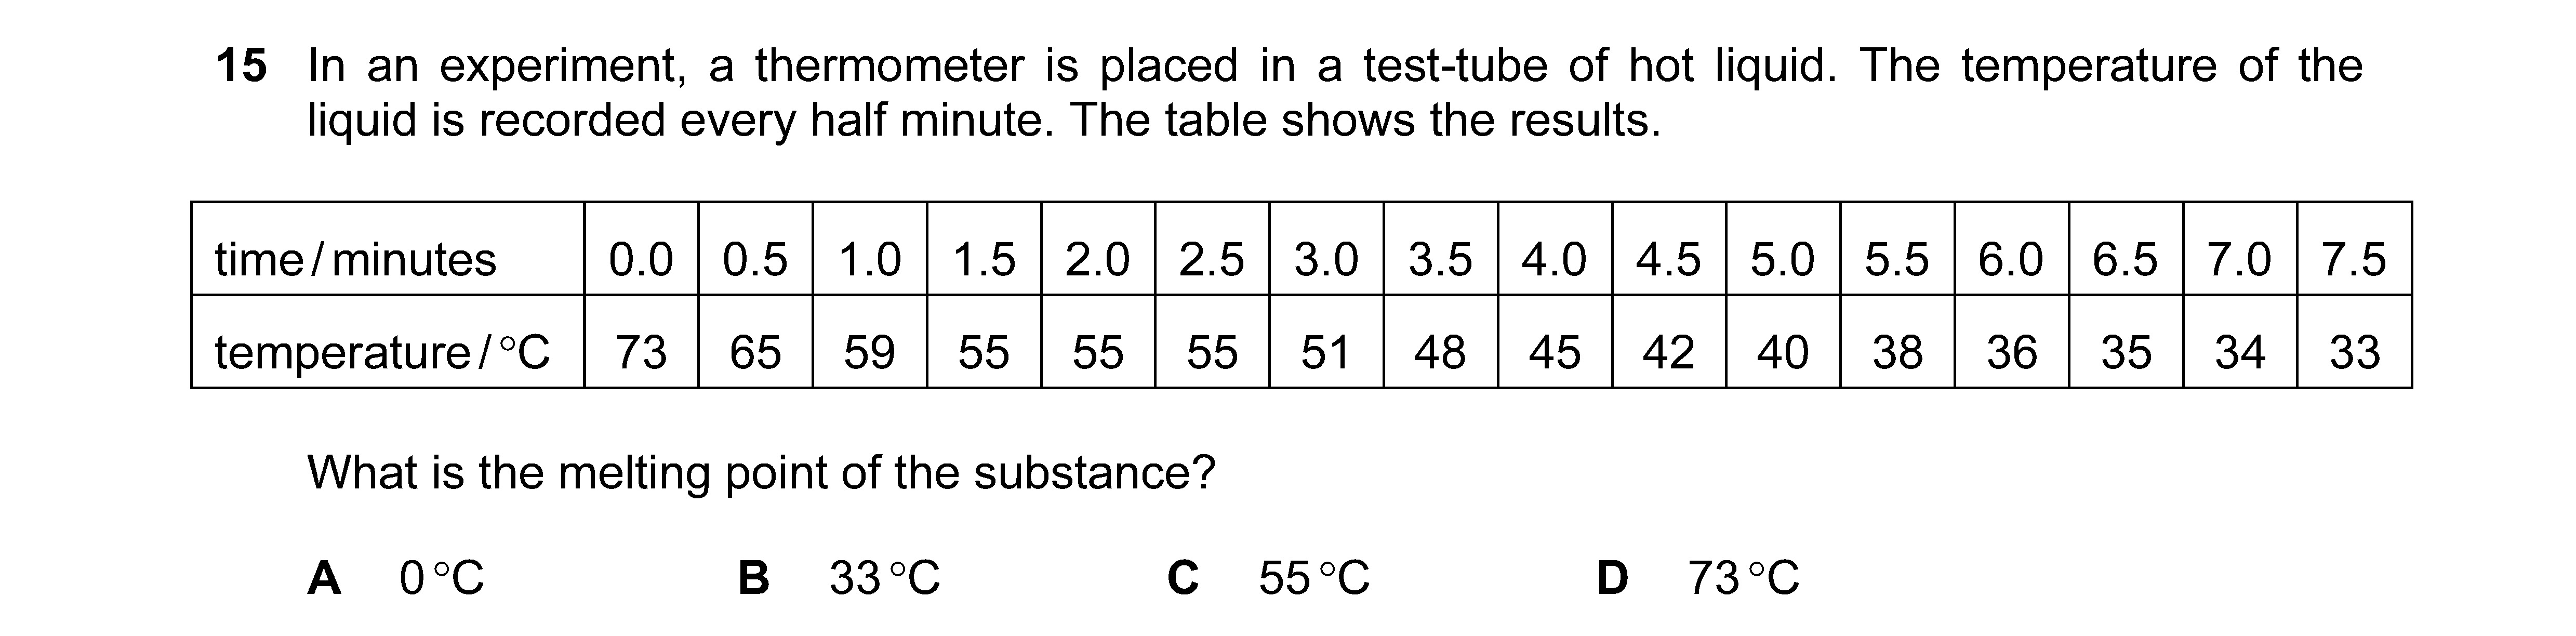 15 In an experiment, a thermometer is placed in a test-tube of hot liquid. The temperature of the
liquid is recorded every half minute. The table shows the results.
time / minutes 0.0 0.5 1.0 1.5 2.0 2.5 3.0 3.5 4.0 4.5 5.0 5.5 6.0 6.5 7.0 7.5
temperature / °C 73 65 59 55 55 55 51 48 45 42 40 38 36 35 34 33
What is the melting point of the substance?
A 0 °C B 33 °C C 55 °C D 73 °C